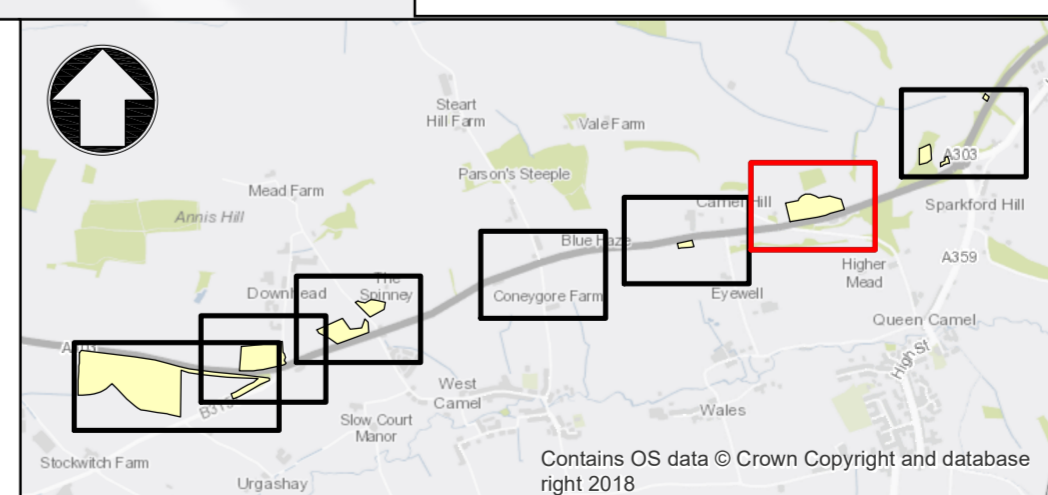 Steart
Hill Farm
Vale Farm
A303
Parson's Steeple
Mead Farm
Camel Hill
Sparkford Hill
Annis Hill
Blue Haze
A359
Higher
Mead
The
Downhead
Spinney
Coneygore Farm
Eyewell
Queen Camel
High St
West
Camel
Wales
Slow Court
Manor
Stockwitch Farm
Urgashay
Contains OS data © Crown Copyright and database
right 2018